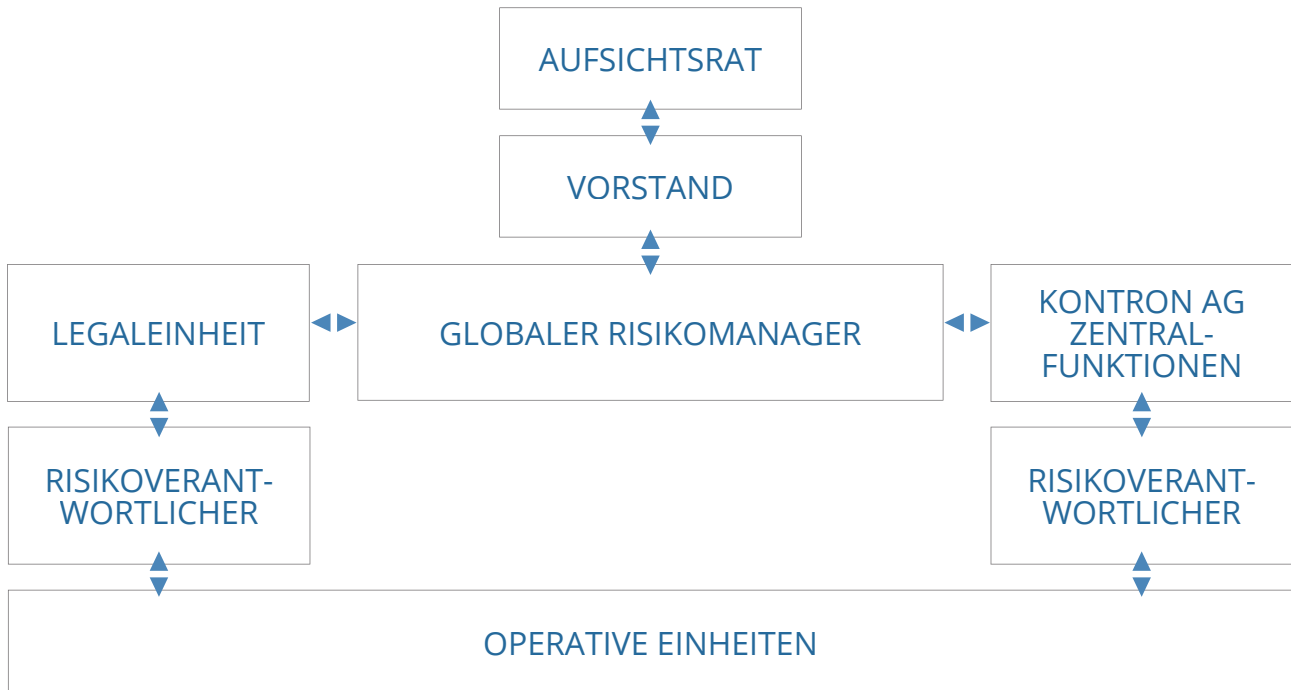 AUFSICHTSRAT
VORSTAND
LEGALEINHEIT
GLOBALER RISIKOMANAGER
KONTRON AG
ZENTRAL-
FUNKTIONEN
RISIKOVERANT-
WORTLICHER
RISIKOVERANT-
WORTLICHER
OPERATIVE EINHEITEN